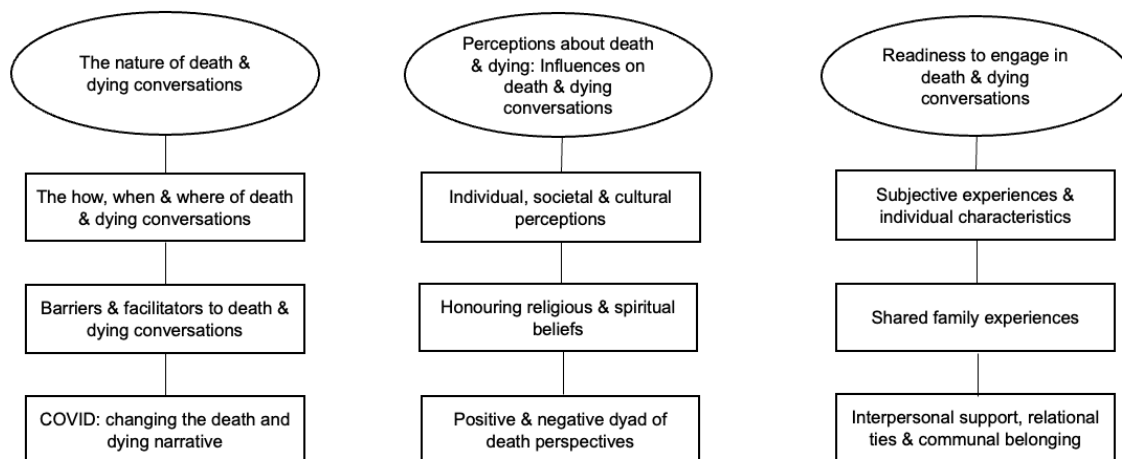 The nature of death &
dying conversations
The how, when & where of death
& dying conversations
Barriers & facilitators to death &
dying conversations
COVID: changing the death and
dying narrative
Perceptions about death
& dying: Influences on
death & dying
conversations
Individual, societal & cultural
perceptions
Honouring religious & spiritual
beliefs
Positive & negative dyad of
death perspectives
Readiness to engage in
death & dying
conversations
Subjective experiences &
individual characteristics
Shared family experiences
Interpersonal support, relational
ties & communal belonging